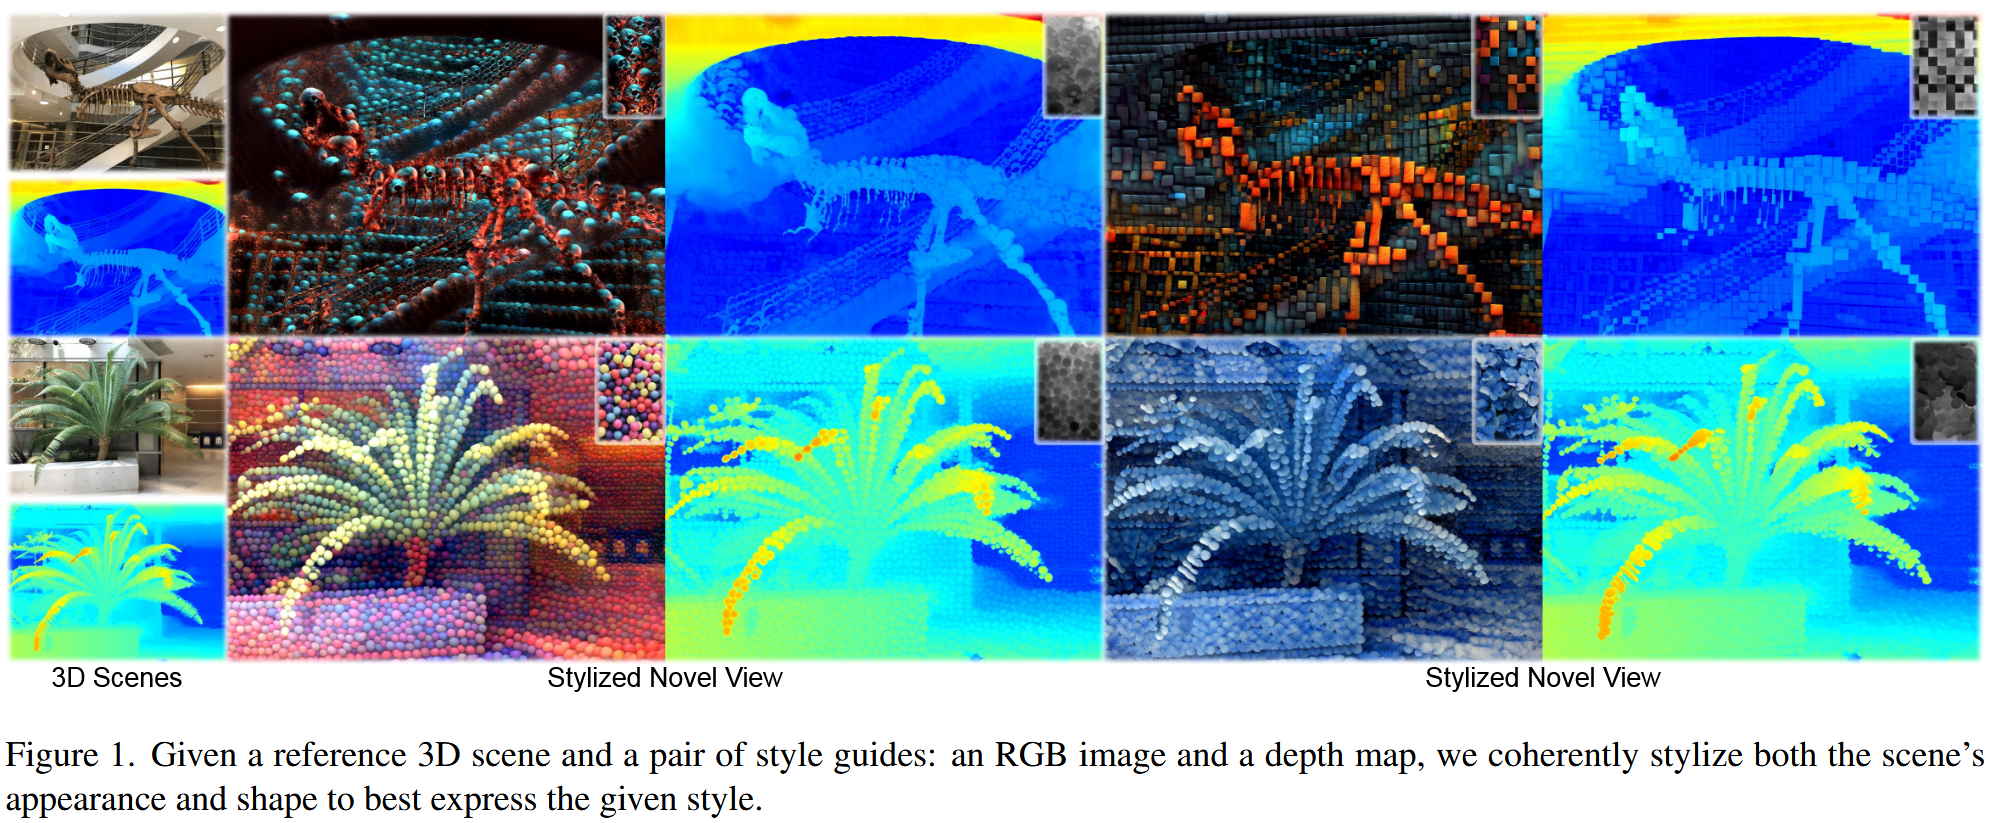 3D Scenes
Stylized Novel View
Stylized Novel View
Figure 1. Given a reference 3D scene and a pair of style guides: an RGB image and a depth map, we coherently stylize both the scene’s
appearance and shape to best express the given style.